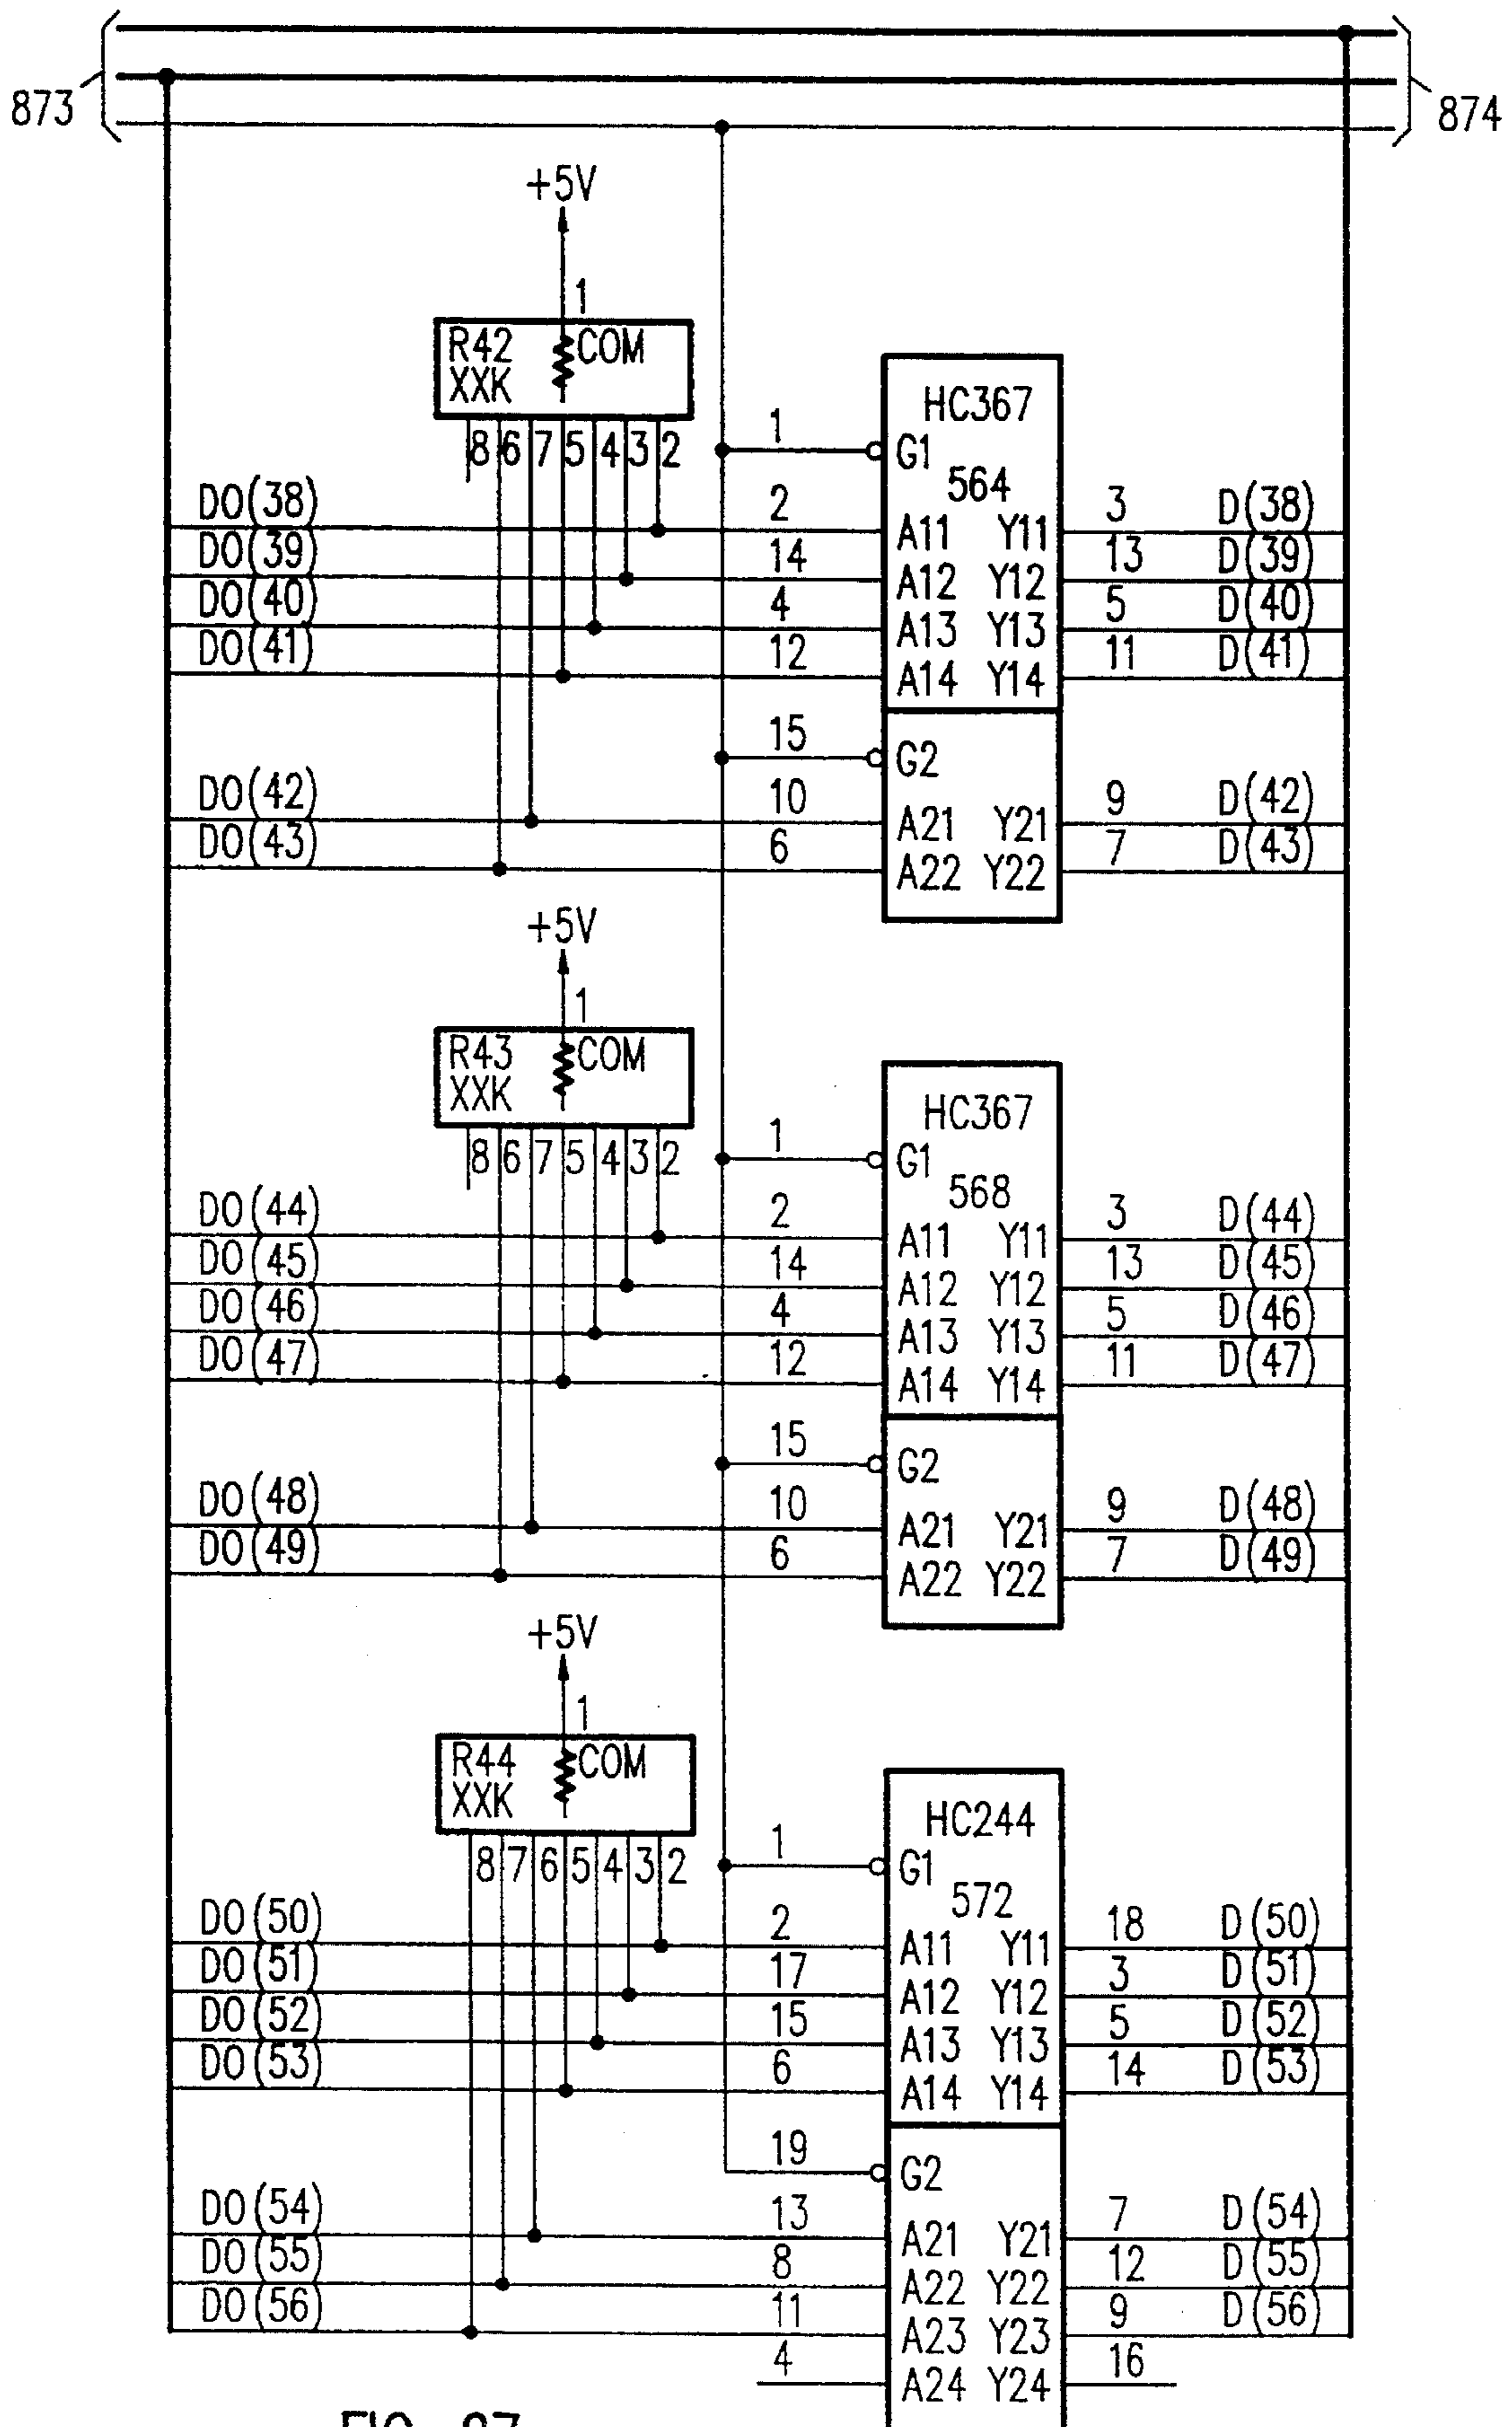 873
874
+5V
1
R42 COM
XXK
8 6 7 5 4 3 2
HC367
1 G1
564
DO(38) 2 A11 Y11 3 D(38)
DO(39) 14 A12 Y12 13 D(39)
DO(40) 4 A13 Y13 5 D(40)
DO(41) 12 A14 Y14 11 D(41)
15 G2
DO(42) 10 A21 Y21 9 D(42)
DO(43) 6 A22 Y22 7 D(43)
+5V
1
R43 COM
XXK
8 6 7 5 4 3 2
HC367
1 G1
568
DO(44) 2 A11 Y11 3 D(44)
DO(45) 14 A12 Y12 13 D(45)
DO(46) 4 A13 Y13 5 D(46)
DO(47) 12 A14 Y14 11 D(47)
15 G2
DO(48) 10 A21 Y21 9 D(48)
DO(49) 6 A22 Y22 7 D(49)
+5V
1
R44 COM
XXK
8 7 6 5 4 3 2
HC244
1 G1
572
DO(50) 2 A11 Y11 18 D(50)
DO(51) 17 A12 Y12 3 D(51)
DO(52) 15 A13 Y13 5 D(52)
DO(53) 6 A14 Y14 14 D(53)
19 G2
DO(54) 13 A21 Y21 7 D(54)
DO(55) 8 A22 Y22 12 D(55)
DO(56) 11 A23 Y23 9 D(56)
4 A24 Y24 16